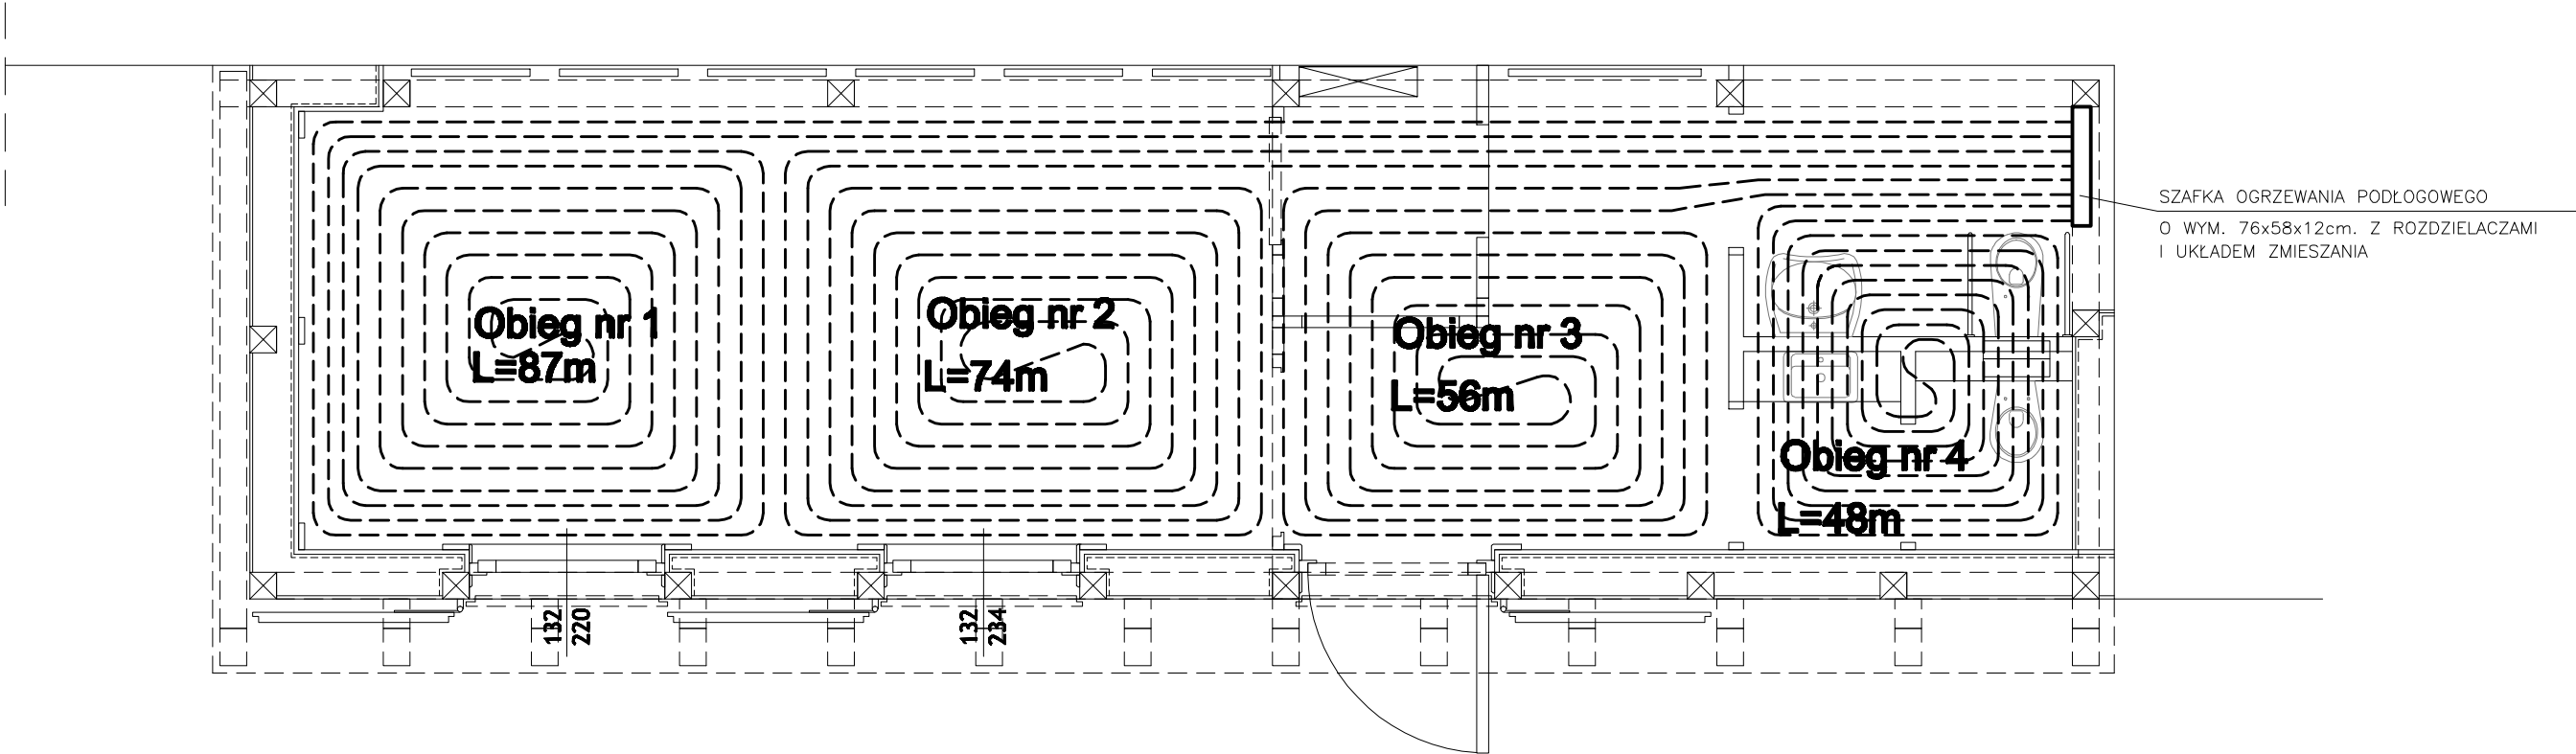 SZAFKA OGRZEWANIA PODŁOGOWEGO
O WYM. 76x58x12cm. Z ROZDZIELACZAMI
I UKŁADEM ZMIESZANIA
Obieg nr 1
L=87m
Obieg nr 2
L=74m
Obieg nr 3
L=56m
Obieg nr 4
L=48m
132
220
132
234